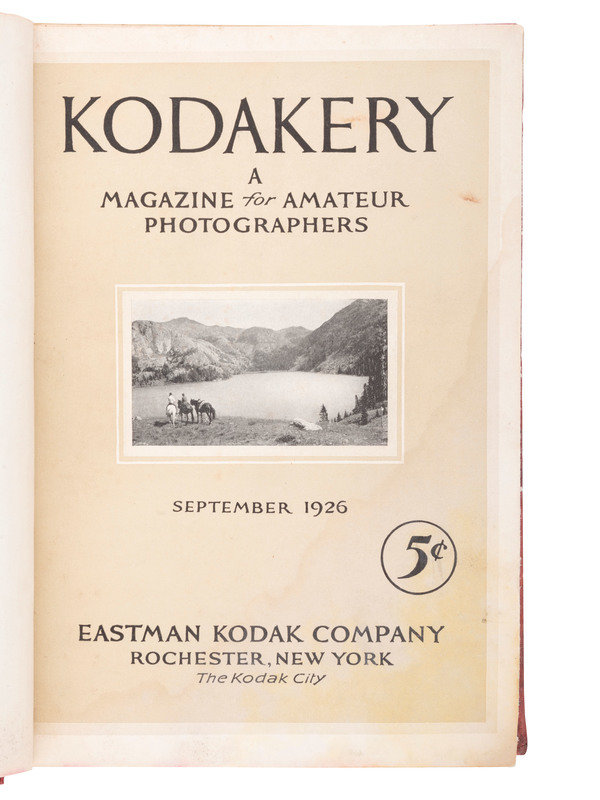 KODAKERY
A
MAGAZINE for AMATEUR
PHOTOGRAPHERS
SEPTEMBER 1926
5¢
EASTMAN KODAK COMPANY
ROCHESTER, NEW YORK
The Kodak City